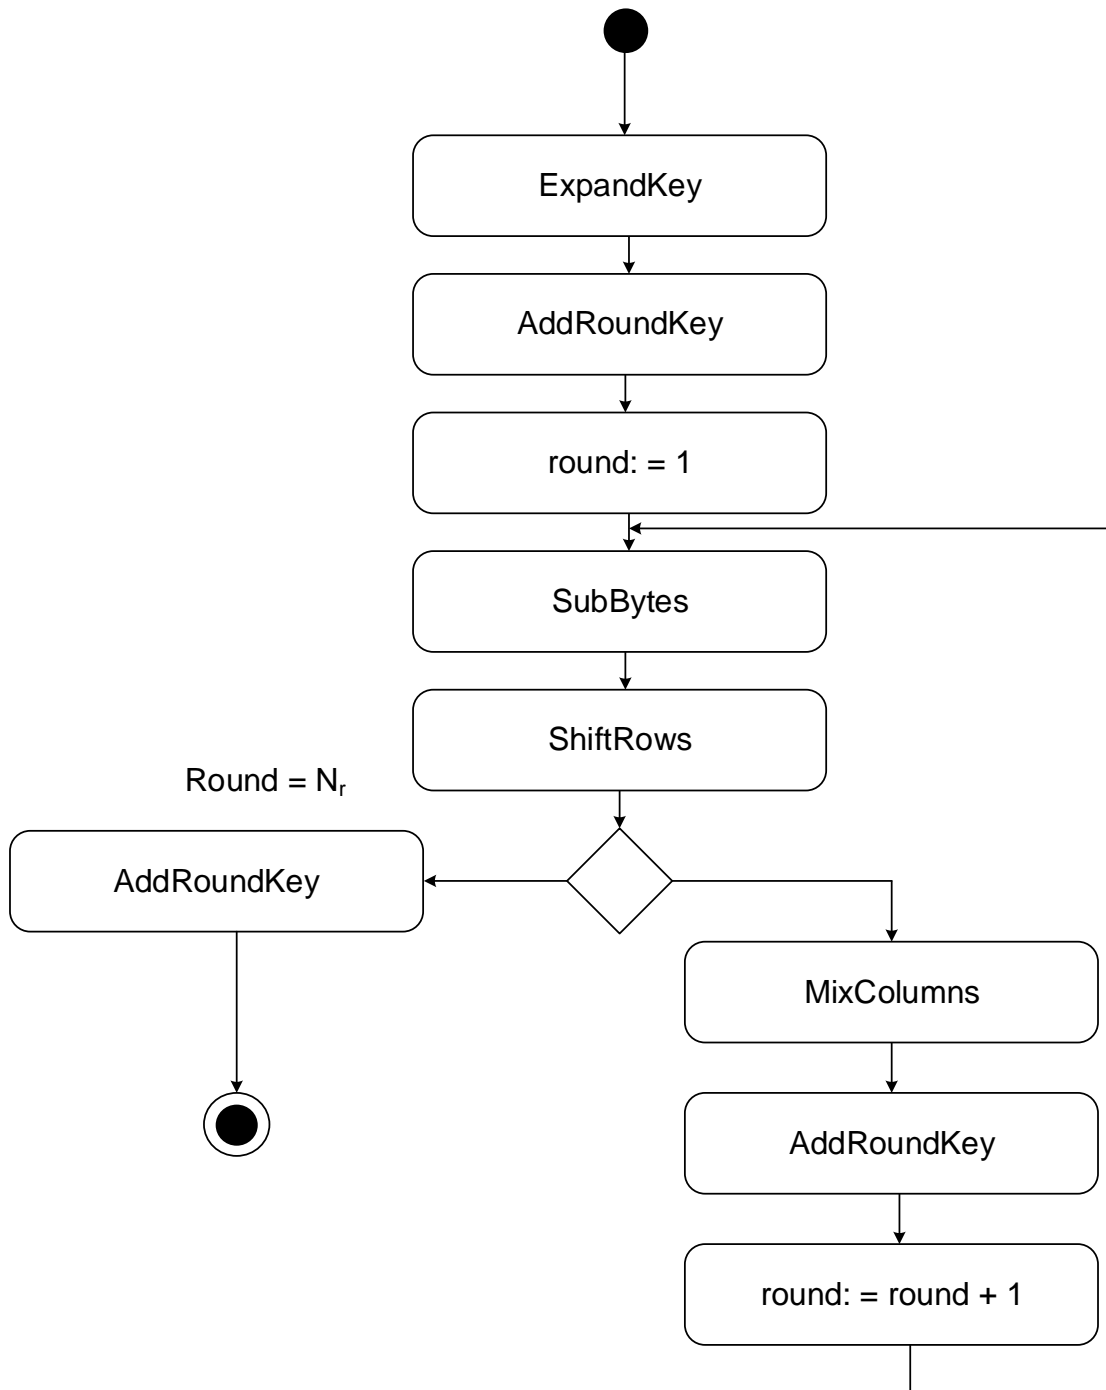 ExpandKey
AddRoundKey
round: = 1
SubBytes
ShiftRows
Round = Nᵣ
AddRoundKey
MixColumns
AddRoundKey
round: = round + 1